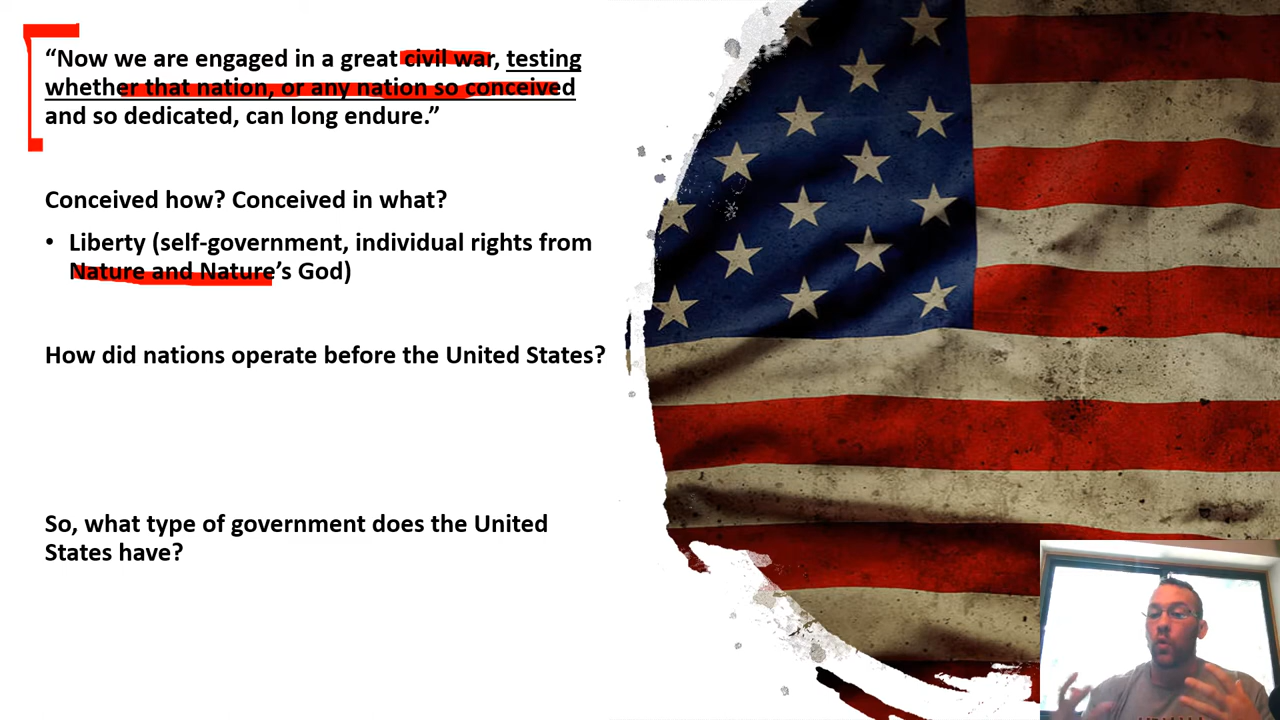 “Now we are engaged in a great civil war, testing
whether that nation, or any nation so conceived
and so dedicated, can long endure.”
Conceived how? Conceived in what?
• Liberty (self-government, individual rights from
Nature and Nature’s God)
How did nations operate before the United States?
So, what type of government does the United
States have?